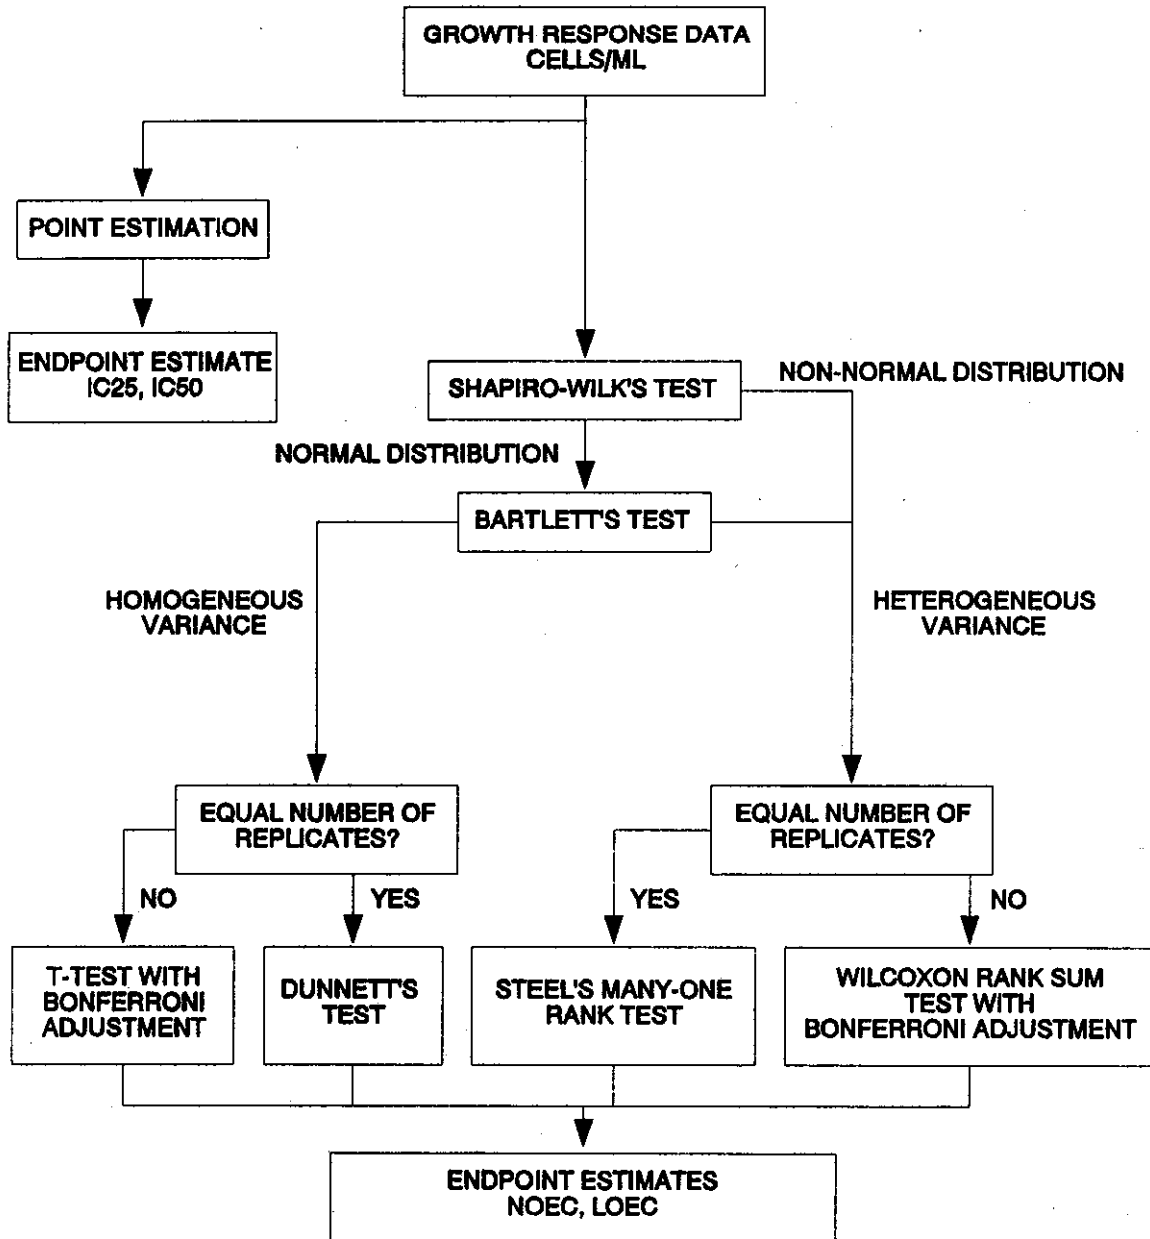 GROWTH RESPONSE DATA
CELLS/ML
POINT ESTIMATION
ENDPOINT ESTIMATE
IC25, IC50
SHAPIRO-WILK'S TEST
NON-NORMAL DISTRIBUTION
NORMAL DISTRIBUTION
BARTLETT'S TEST
HOMOGENEOUS
VARIANCE
HETEROGENEOUS
VARIANCE
EQUAL NUMBER OF
REPLICATES?
EQUAL NUMBER OF
REPLICATES?
NO
YES
YES
NO
T-TEST WITH
BONFERRONI
ADJUSTMENT
DUNNETT'S
TEST
STEEL'S MANY-ONE
RANK TEST
WILCOXON RANK SUM
TEST WITH
BONFERRONI ADJUSTMENT
ENDPOINT ESTIMATES
NOEC, LOEC